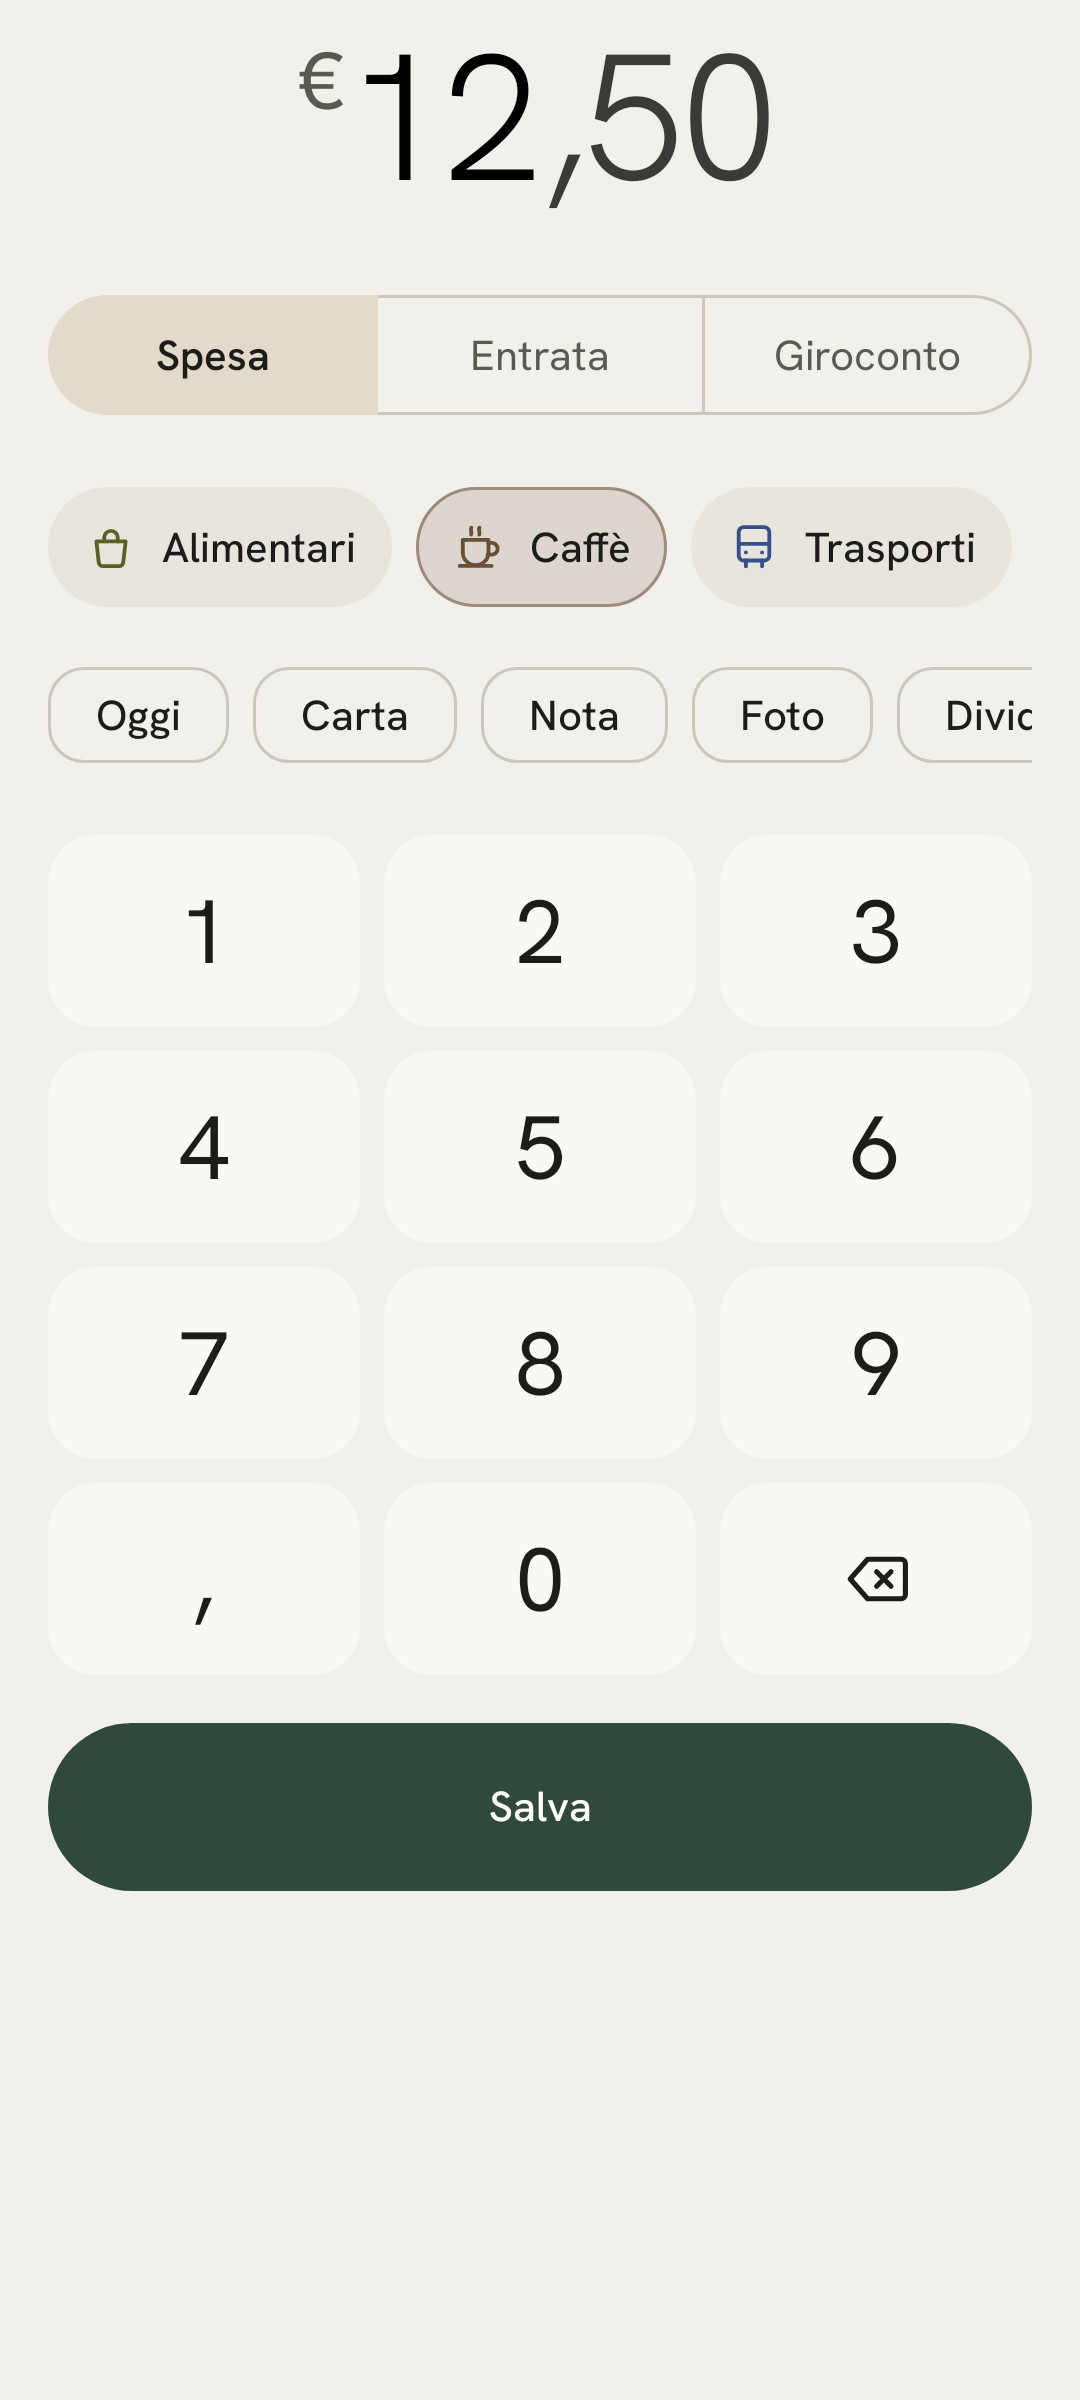 €12,50
Spesa Entrata Giroconto
Alimentari Caffè Trasporti
Oggi Carta Nota Foto
1 2 3
4 5 6
7 8 9
, 0
Salva